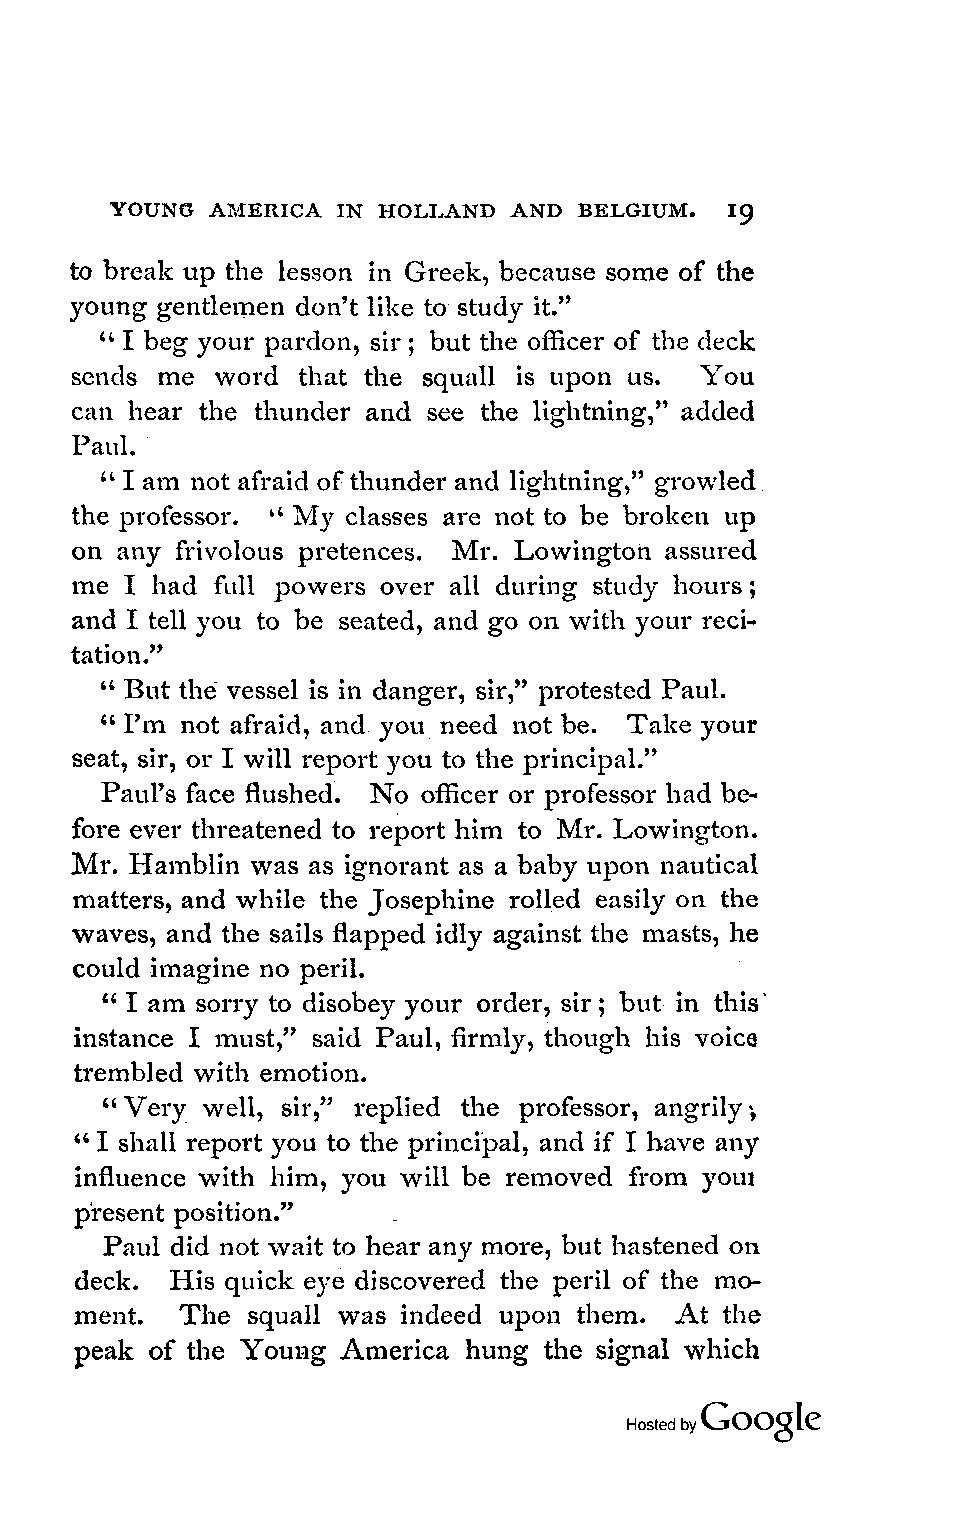 YOUNG AMERICA IN HOLLAND AND BELGIUM. 19
to break up the lesson in Greek, because some of the
young gentlemen don't like to study it."
"I beg your pardon, sir; but the officer of the deck
sends me word that the squall is upon us. You
can hear the thunder and see the lightning," added
Paul.
"I am not afraid of thunder and lightning," growled
the professor. "My classes are not to be broken up
on any frivolous pretences. Mr. Lowington assured
me I had full powers over all during study hours;
and I tell you to be seated, and go on with your reci-
tation."
"But the vessel is in danger, sir," protested Paul.
"I'm not afraid, and you need not be. Take your
seat, sir, or I will report you to the principal."
Paul's face flushed. No officer or professor had be-
fore ever threatened to report him to Mr. Lowington.
Mr. Hamblin was as ignorant as a baby upon nautical
matters, and while the Josephine rolled easily on the
waves, and the sails flapped idly against the masts, he
could imagine no peril.
"I am sorry to disobey your order, sir; but in this
instance I must," said Paul, firmly, though his voice
trembled with emotion.
"Very well, sir," replied the professor, angrily;
"I shall report you to the principal, and if I have any
influence with him, you will be removed from your
present position."
Paul did not wait to hear any more, but hastened on
deck. His quick eye discovered the peril of the mo-
ment. The squall was indeed upon them. At the
peak of the Young America hung the signal which
Hosted by Google